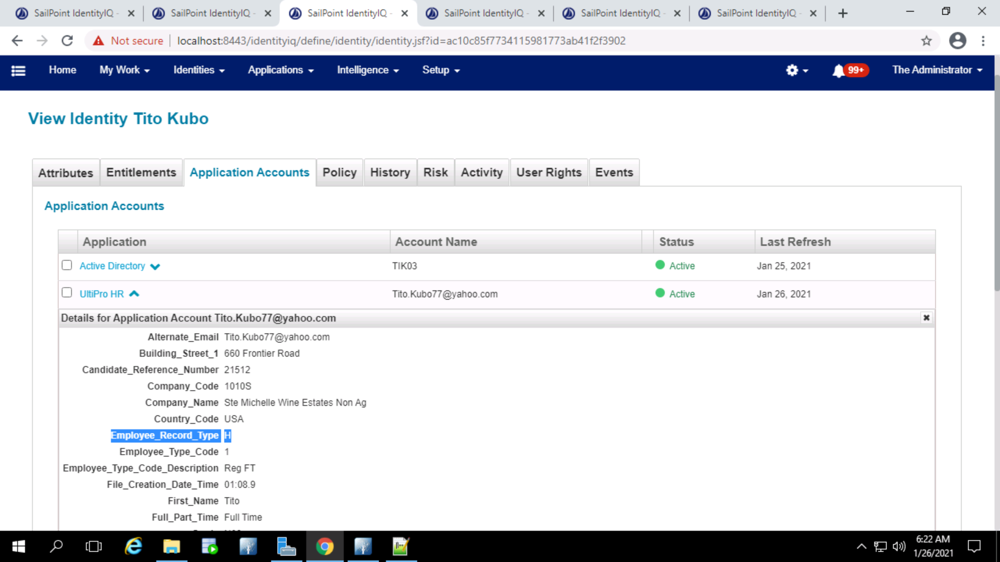 SailPoint IdentityIQ - SailPoint IdentityIQ - SailPoint IdentityIQ - SailPoint IdentityIQ - SailPoint IdentityIQ - SailPoint IdentityIQ -
Not secure localhost:8443/identityiq/define/identity/identity.jsf?id=ac10c85f7734115981773ab41f2f3902
Home My Work Identities Applications Intelligence Setup 99+ The Administrator
View Identity Tito Kubo
Attributes Entitlements Application Accounts Policy History Risk Activity User Rights Events
Application Accounts
Application Account Name Status Last Refresh
Active Directory TIK03 Active Jan 25, 2021
UltiPro HR Tito.Kubo77@yahoo.com Active Jan 26, 2021
Details for Application Account Tito.Kubo77@yahoo.com
Alternate_Email Tito.Kubo77@yahoo.com
Building_Street_1 660 Frontier Road
Candidate_Reference_Number 21512
Company_Code 1010S
Company_Name Ste Michelle Wine Estates Non Ag
Country_Code USA
Employee_Record_Type H
Employee_Type_Code 1
Employee_Type_Code_Description Reg FT
File_Creation_Date_Time 01:08.9
First_Name Tito
Full_Part_Time Full Time
6:22 AM
1/26/2021